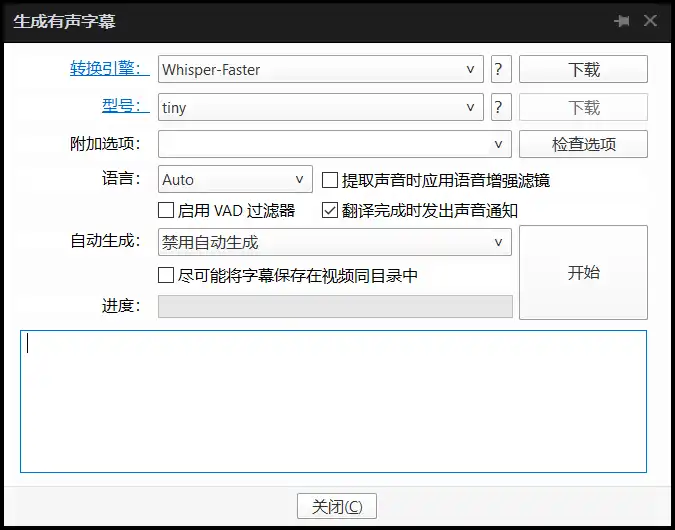 生成有声字幕
转换引擎： Whisper-Faster ? 下载
型号： tiny ? 下载
附加选项： 检查选项
语言： Auto 提取声音时应用语音增强滤镜
启用 VAD 过滤器 翻译完成时发出声音通知
自动生成： 禁用自动生成
开始
尽可能将字幕保存在视频同目录中
进度：
关闭(C)